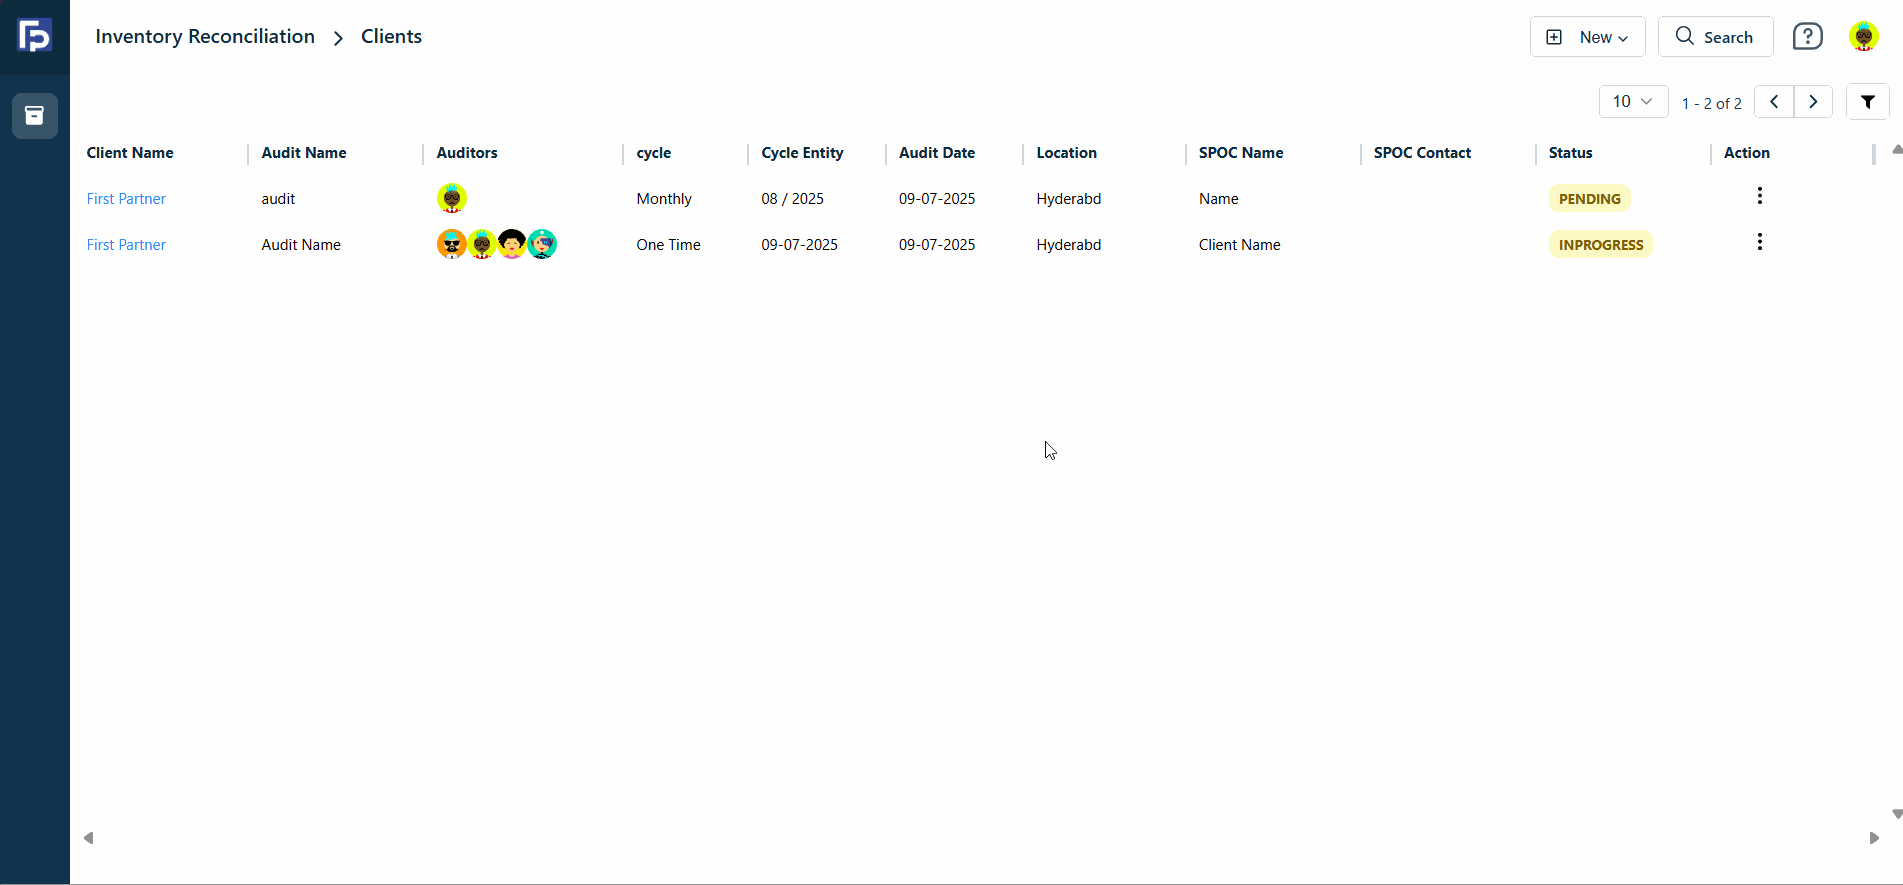 Inventory Reconciliation > Clients
New
Search
10
1 - 2 of 2
Client Name Audit Name Auditors cycle Cycle Entity Audit Date Location SPOC Name SPOC Contact Status Action
First Partner audit Monthly 08 / 2025 09-07-2025 Hyderabd Name PENDING
First Partner Audit Name One Time 09-07-2025 09-07-2025 Hyderabd Client Name INPROGRESS